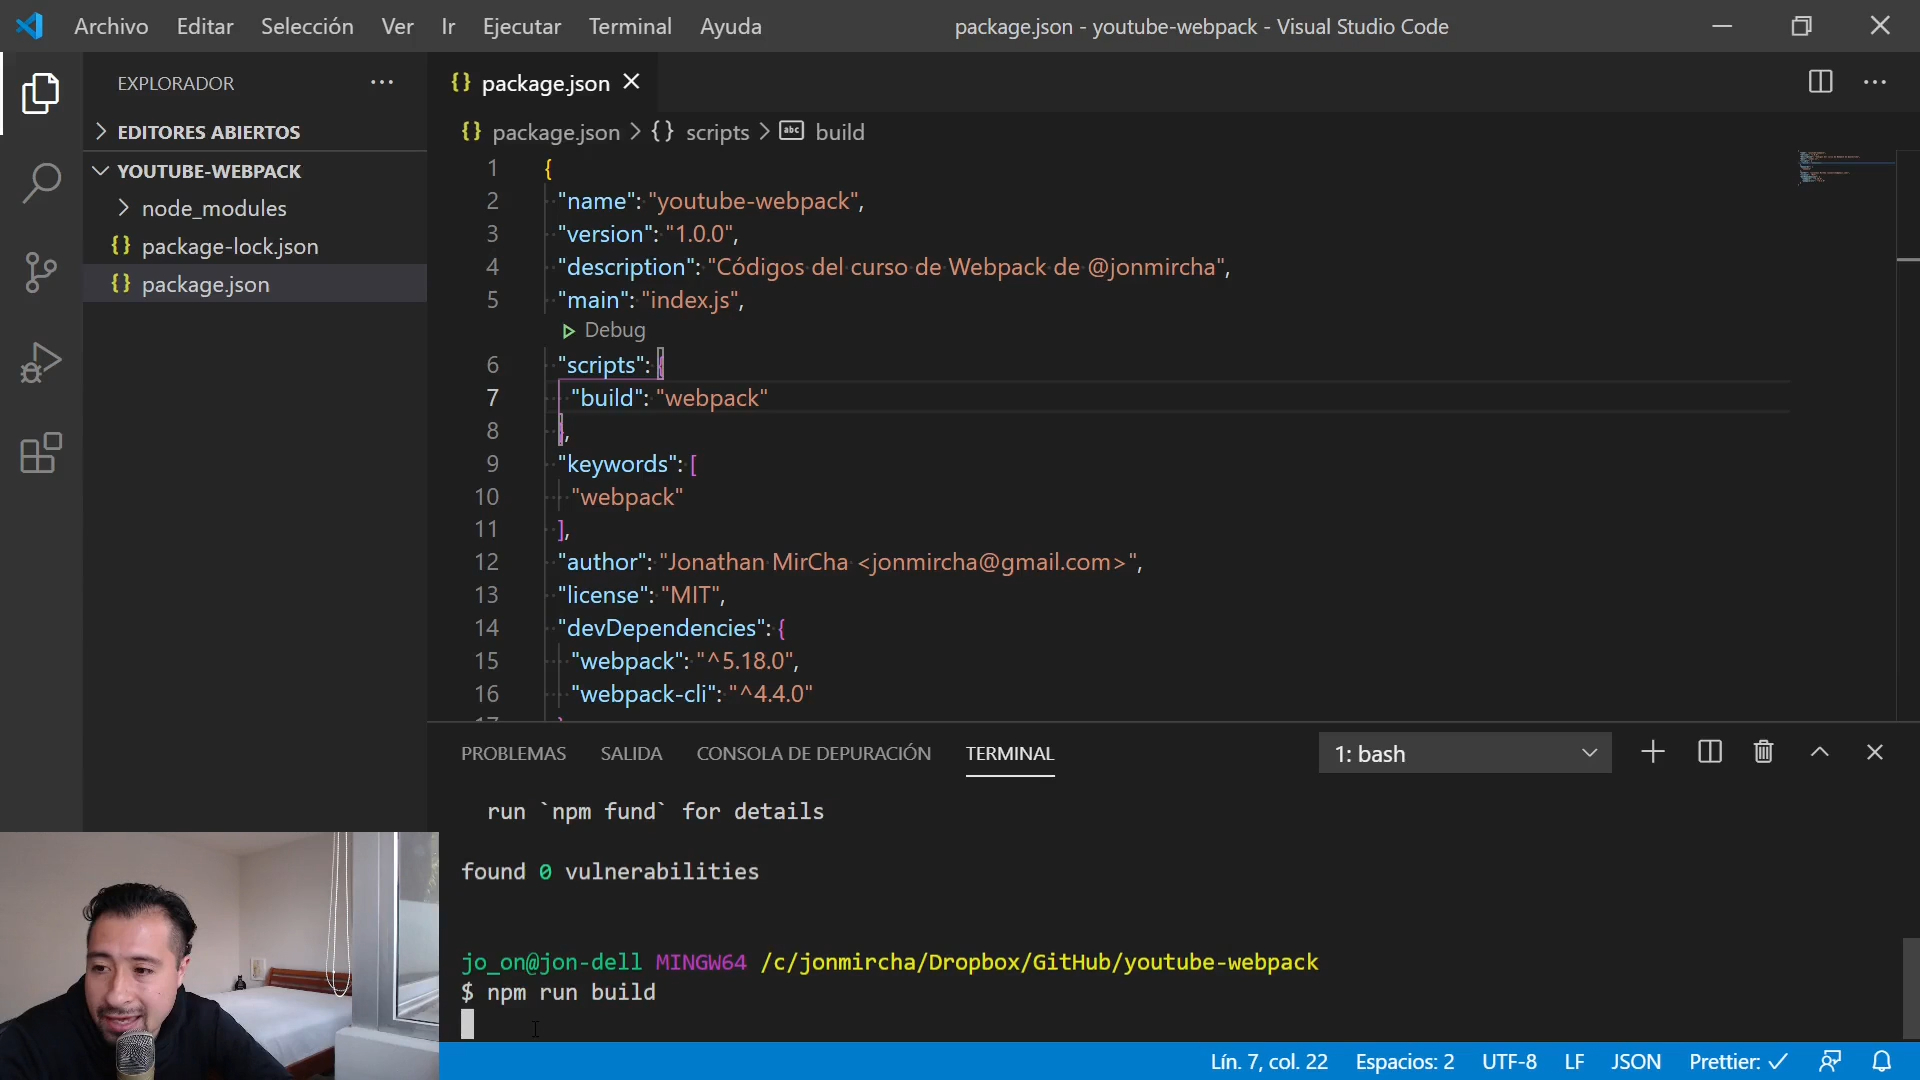 Archivo Editar Selección Ver Ir Ejecutar Terminal Ayuda package.json - youtube-webpack - Visual Studio Code
EXPLORADOR
EDITORES ABIERTOS
YOUTUBE-WEBPACK
node_modules
package-lock.json
package.json
package.json
package.json > {} scripts > abc build
1 {
2 "name": "youtube-webpack",
3 "version": "1.0.0",
4 "description": "Códigos del curso de Webpack de @jonmircha",
5 "main": "index.js",
Debug
6 "scripts": {
7 "build": "webpack"
8 },
9 "keywords": [
10 "webpack"
11 ],
12 "author": "Jonathan MirCha <jonmircha@gmail.com>",
13 "license": "MIT",
14 "devDependencies": {
15 "webpack": "^5.18.0",
16 "webpack-cli": "^4.4.0"
17 }
PROBLEMAS SALIDA CONSOLA DE DEPURACIÓN TERMINAL 1: bash
run `npm fund` for details
found 0 vulnerabilities
jo_on@jon-dell MINGW64 /c/jonmircha/Dropbox/GitHub/youtube-webpack
$ npm run build
Lín. 7, col. 22 Espacios: 2 UTF-8 LF JSON Prettier: ✓